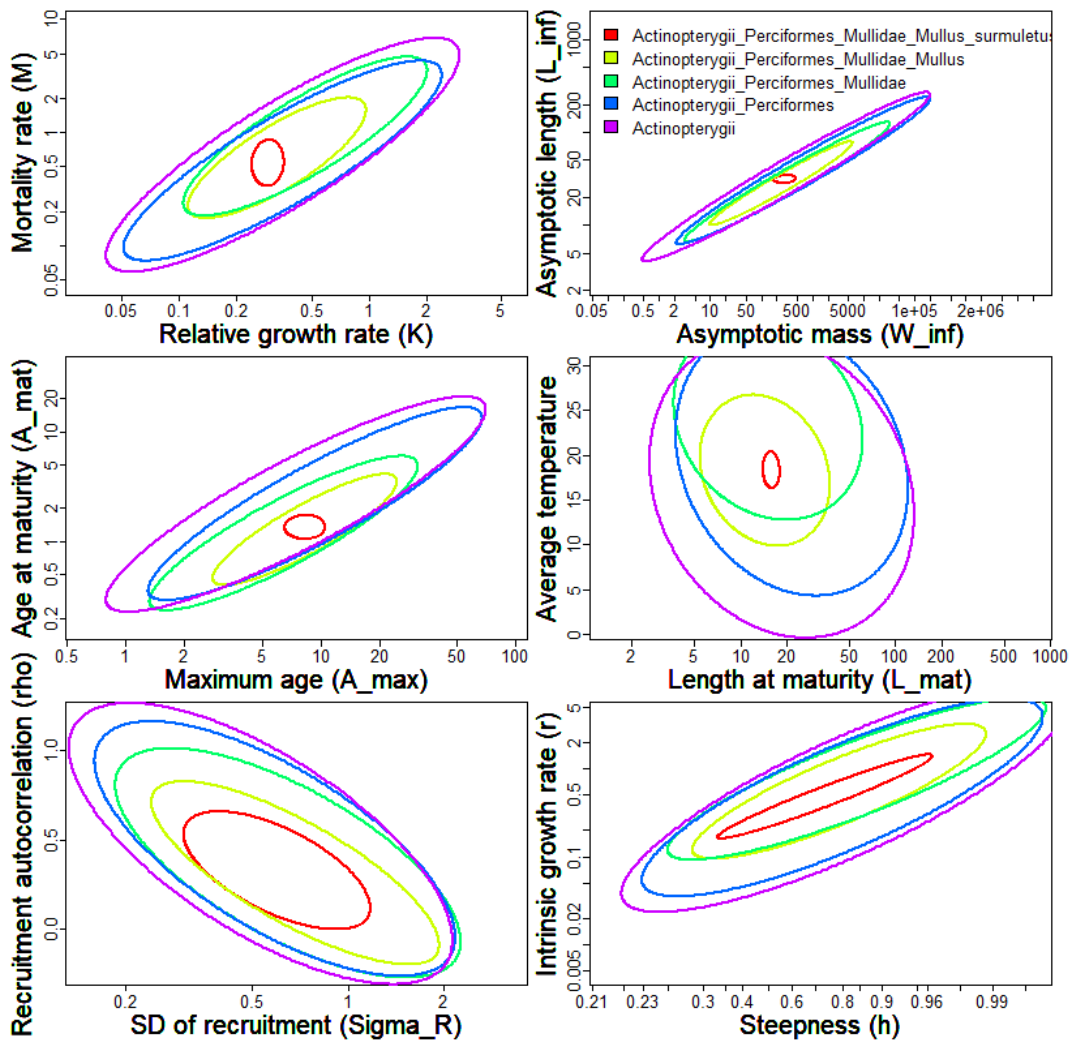 Mortality rate (M)
10
5
2
1
0.5
0.2
0.05
0.05 0.1 0.2 0.5 1 2 5
Relative growth rate (K)
Asymptotic length (L_inf)
1000
200
50
20
5
2
Actinopterygii_Perciformes_Mullidae_Mullus_surmuletus
Actinopterygii_Perciformes_Mullidae_Mullus
Actinopterygii_Perciformes_Mullidae
Actinopterygii_Perciformes
Actinopterygii
0.05 0.5 2 10 50 500 5000 1e+05 2e+06
Asymptotic mass (W_inf)
Age at maturity (A_mat)
20
10
5
2
1
0.5
0.2
0.5 1 2 5 10 20 50 100
Maximum age (A_max)
Average temperature
30
25
20
15
10
5
0
2 5 10 20 50 100 200 500 1000
Length at maturity (L_mat)
Recruitment autocorrelation (rho)
1.0
0.5
0.0
0.2 0.5 1 2
SD of recruitment (Sigma_R)
Intrinsic growth rate (r)
5
2
0.5
0.1
0.02
0.005
0.21 0.23 0.3 0.4 0.6 0.8 0.9 0.96 0.99
Steepness (h)